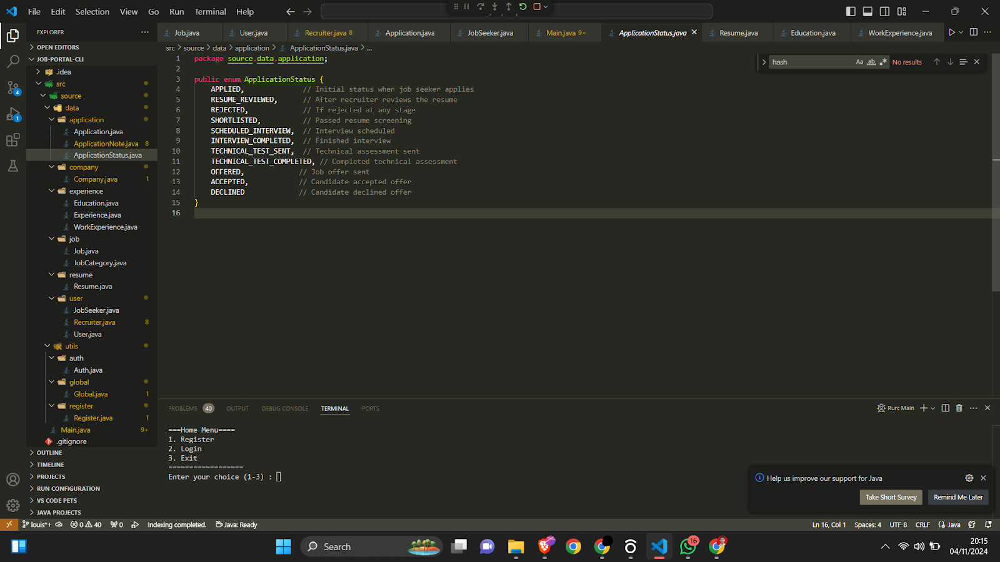 File Edit Selection View Go Run Terminal Help
EXPLORER
Job.java User.java Recruiter.java 8 Application.java JobSeeker.java Main.java 9+ ApplicationStatus.java Resume.java Education.java WorkExperience.java
OPEN EDITORS
JOB-PORTAL-CLI
.idea
src
source
data
application
Application.java
ApplicationNote.java 8
ApplicationStatus.java
company
Company.java 1
experience
Education.java
Experience.java
WorkExperience.java
job
Job.java
JobCategory.java
resume
Resume.java
user
JobSeeker.java
Recruiter.java 8
User.java
utils
auth
Auth.java
global
Global.java 1
register
Register.java 1
Main.java 9+
.gitignore
OUTLINE
TIMELINE
PROJECTS
RUN CONFIGURATION
VS CODE PETS
JAVA PROJECTS
4
1
src > source > data > application > ApplicationStatus.java > ...
hash Aa ab .* No results
1 package source.data.application;
2
3 public enum ApplicationStatus {
4 APPLIED, // Initial status when job seeker applies
5 RESUME_REVIEWED, // After recruiter reviews the resume
6 REJECTED, // If rejected at any stage
7 SHORTLISTED, // Passed resume screening
8 SCHEDULED_INTERVIEW, // Interview scheduled
9 INTERVIEW_COMPLETED, // Finished interview
10 TECHNICAL_TEST_SENT, // Technical assessment sent
11 TECHNICAL_TEST_COMPLETED, // Completed technical assessment
12 OFFERED, // Job offer sent
13 ACCEPTED, // Candidate accepted offer
14 DECLINED // Candidate declined offer
15 }
16
PROBLEMS 40 OUTPUT DEBUG CONSOLE TERMINAL PORTS
Run: Main
===Home Menu====
1. Register
2. Login
3. Exit
==================
Enter your choice (1-3) :
Help us improve our support for Java
Take Short Survey Remind Me Later
louis*+ 0 40 0 Indexing completed. Java: Ready
Ln 16, Col 1 Spaces: 4 UTF-8 CRLF {} Java
Search
16
20:15
04/11/2024